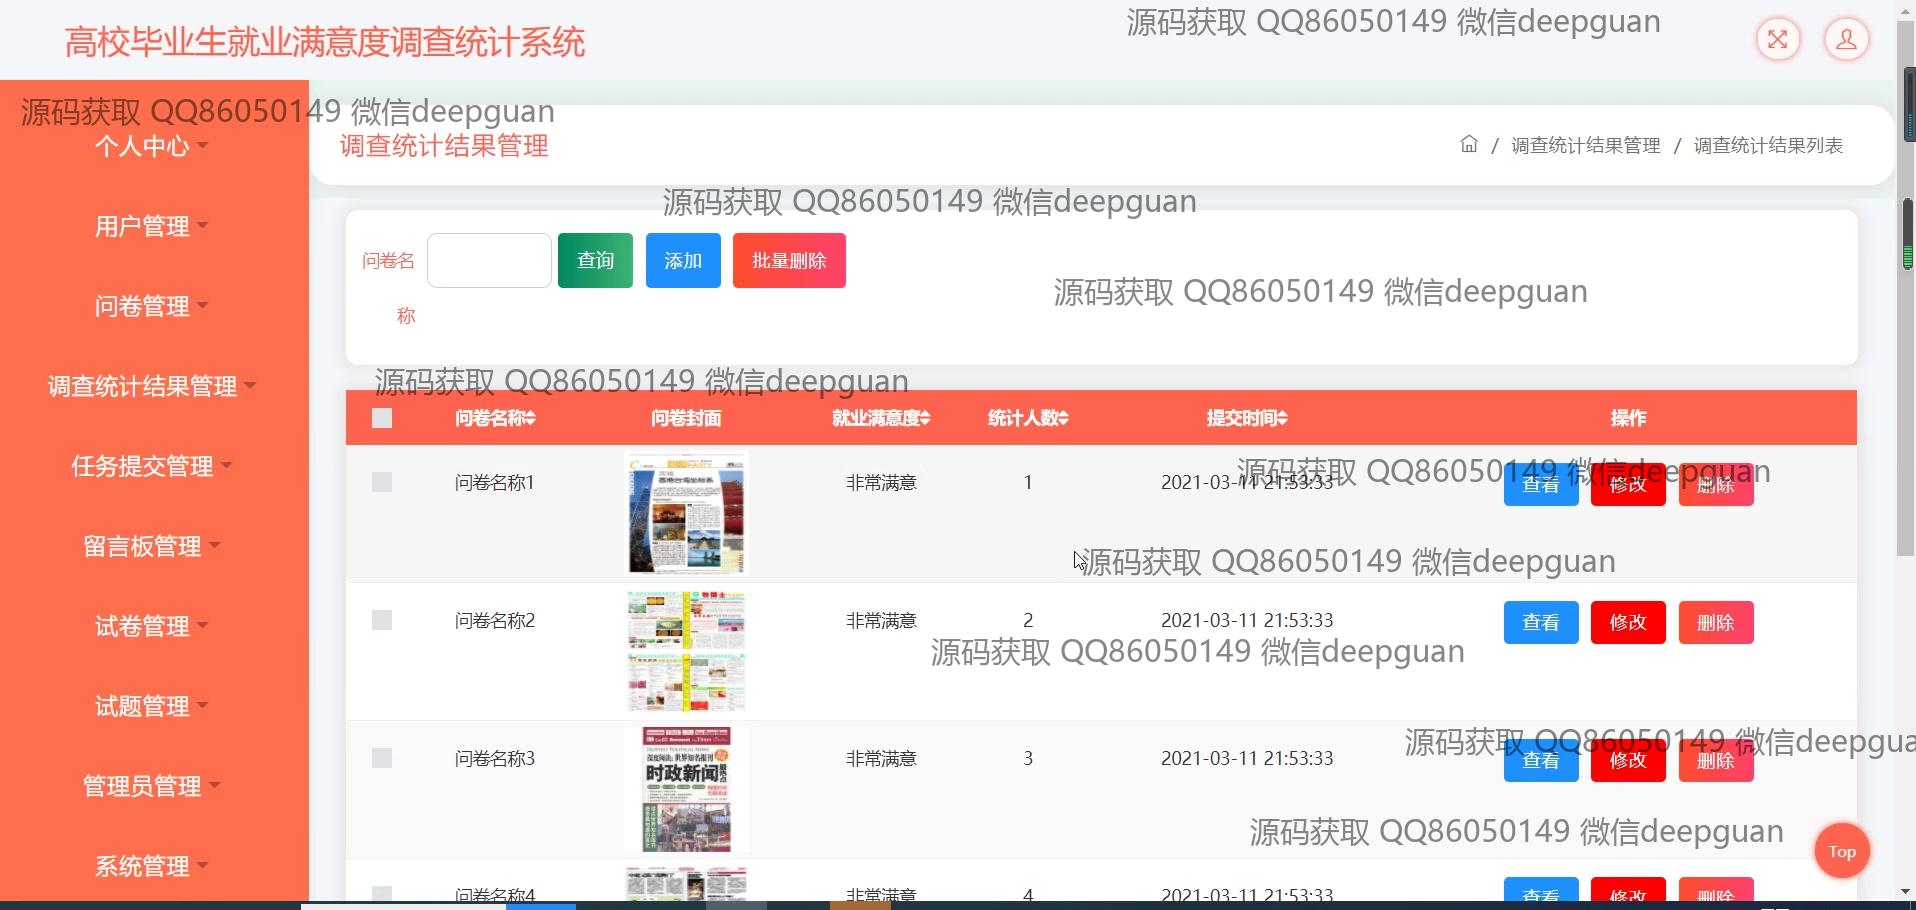 高校毕业生就业满意度调查统计系统
源码获取 QQ86050149 微信deepguan
源码获取 QQ86050149 微信deepguan
个人中心
调查统计结果管理
/ 调查统计结果管理 / 调查统计结果列表
用户管理
源码获取 QQ86050149 微信deepguan
问卷名称
查询 添加 批量删除
源码获取 QQ86050149 微信deepguan
问卷管理
调查统计结果管理
源码获取 QQ86050149 微信deepguan
问卷名称 问卷封面 就业满意度 统计人数 提交时间 操作
任务提交管理
问卷名称1 非常满意 1 2021-03-11 21:53:33 查看 修改 删除
源码获取 QQ86050149 微信deepguan
留言板管理
源码获取 QQ86050149 微信deepguan
试卷管理
问卷名称2 非常满意 2 2021-03-11 21:53:33 查看 修改 删除
源码获取 QQ86050149 微信deepguan
试题管理
问卷名称3 时政新闻 非常满意 3 2021-03-11 21:53:33 查看 修改 删除
源码获取 QQ86050149 微信deepgua
管理员管理
源码获取 QQ86050149 微信deepguan
Top
系统管理
问卷名称4 非常满意 4 2021-03-11 21:53:33 查看 修改 删除